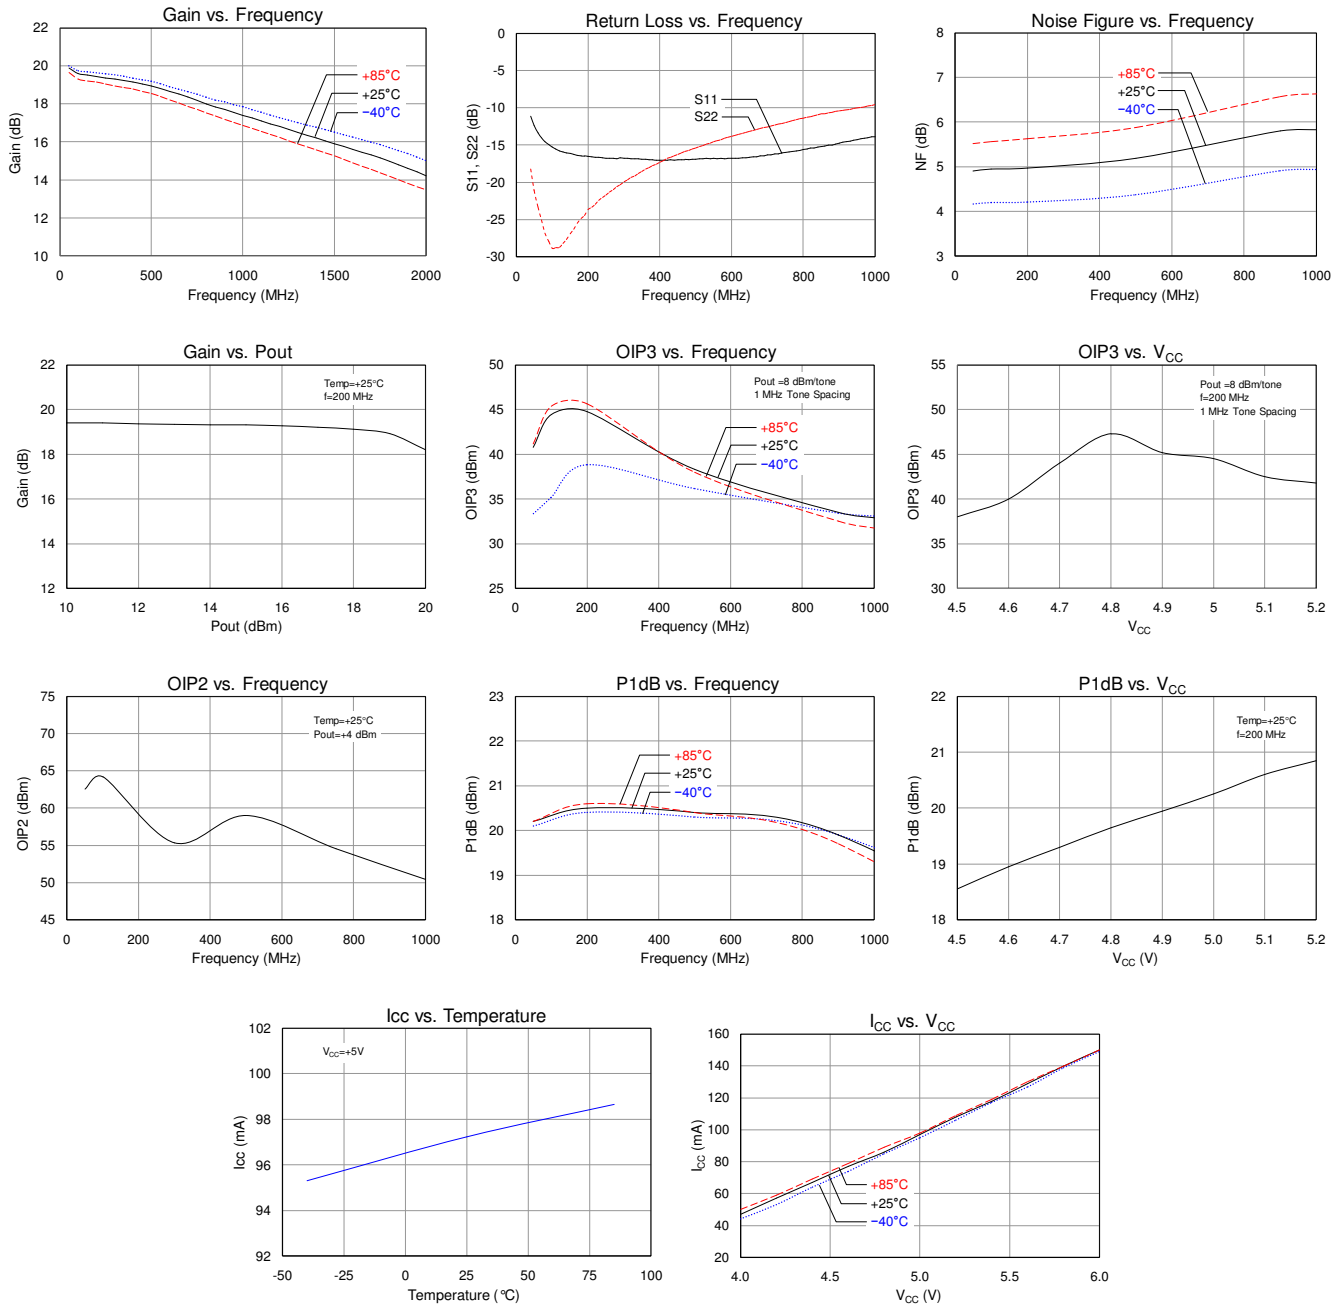 Gain vs. Frequency
22
20
18
16
14
12
10
Gain (dB)
+85°C
+25°C
−40°C
0
500
1000
1500
2000
Frequency (MHz)
Return Loss vs. Frequency
0
-5
-10
-15
-20
-25
-30
S11, S22 (dB)
S11
S22
0
200
400
600
800
1000
Frequency (MHz)
Noise Figure vs. Frequency
8
7
6
5
4
3
NF (dB)
+85°C
+25°C
−40°C
0
200
400
600
800
1000
Frequency (MHz)
Gain vs. Pout
22
20
19
18
16
14
12
Gain (dB)
Temp=+25°C
f=200 MHz
10
12
14
16
18
20
Pout (dBm)
OIP3 vs. Frequency
50
45
40
35
30
25
OIP3 (dBm)
Pout =8 dBm/tone
1 MHz Tone Spacing
+85°C
+25°C
−40°C
0
200
400
600
800
1000
Frequency (MHz)
OIP3 vs. VCC
55
50
45
40
35
30
OIP3 (dBm)
Pout =8 dBm/tone
f=200 MHz
1 MHz Tone Spacing
4.5
4.6
4.7
4.8
4.9
5
5.1
5.2
VCC
OIP2 vs. Frequency
75
70
65
60
55
50
45
OIP2 (dBm)
Temp=+25°C
Pout=+4 dBm
0
200
400
600
800
1000
Frequency (MHz)
P1dB vs. Frequency
23
22
21
20
19
18
P1dB (dBm)
+85°C
+25°C
−40°C
0
200
400
600
800
1000
Frequency (MHz)
P1dB vs. VCC
22
21
20
19
18
P1dB (dBm)
Temp=+25°C
f=200 MHz
4.5
4.6
4.7
4.8
4.9
5.0
5.1
5.2
VCC (V)
Icc vs. Temperature
102
100
98
96
94
92
Icc (mA)
VCC=+5V
-50
-25
0
25
50
75
100
Temperature (°C)
ICC vs. VCC
160
140
120
100
80
60
40
20
ICC (mA)
+85°C
+25°C
−40°C
4.0
4.5
5.0
5.5
6.0
VCC (V)